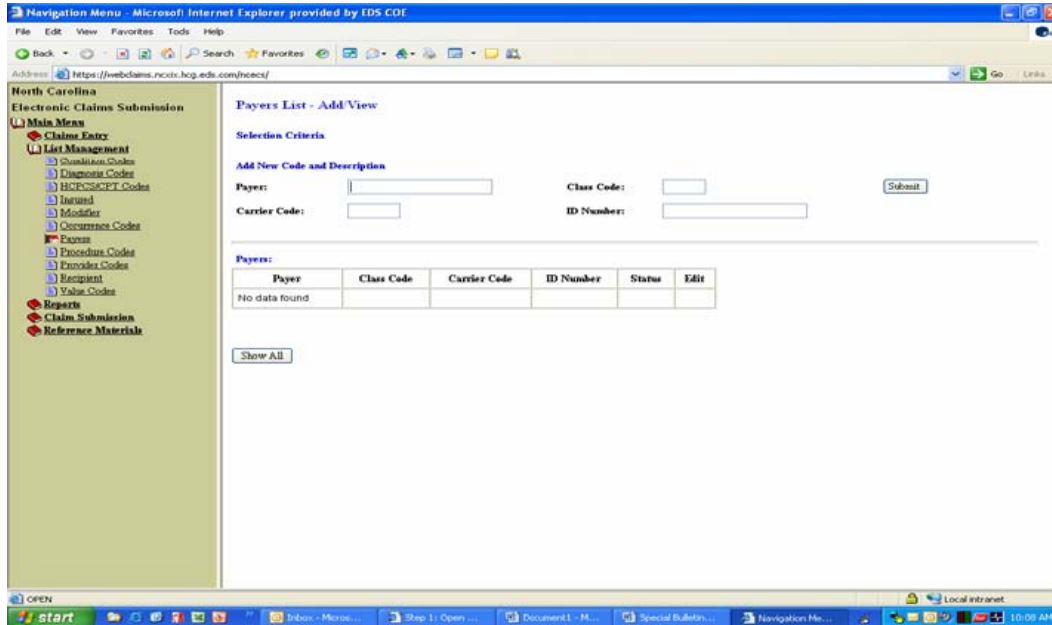 Navigation Menu - Microsoft Internet Explorer provided by EDS COE
File Edit View Favorites Tools Help
Back Search Favorites
Address https://webclaims.ncxix.hcg.eds.com/ncecs/ Go Links
North Carolina
Electronic Claims Submission
Main Menu
Claims Entry
List Management
Condition Codes
Diagnosis Codes
HCPCS/CPT Codes
Insured
Modifier
Occurrence Codes
Payers
Procedure Codes
Provider Codes
Recipient
Value Codes
Reports
Claim Submission
Reference Materials
Payers List - Add/View
Selection Criteria
Add New Code and Description
Payer: Class Code: Submit
Carrier Code: ID Number:
Payers:
Payer Class Code Carrier Code ID Number Status Edit
No data found
Show All
OPEN Local intranet
start Inbox - Micros... Step 1: Open ... Document1 - M... Special Bulletin... Navigation Me... 10:08 AM